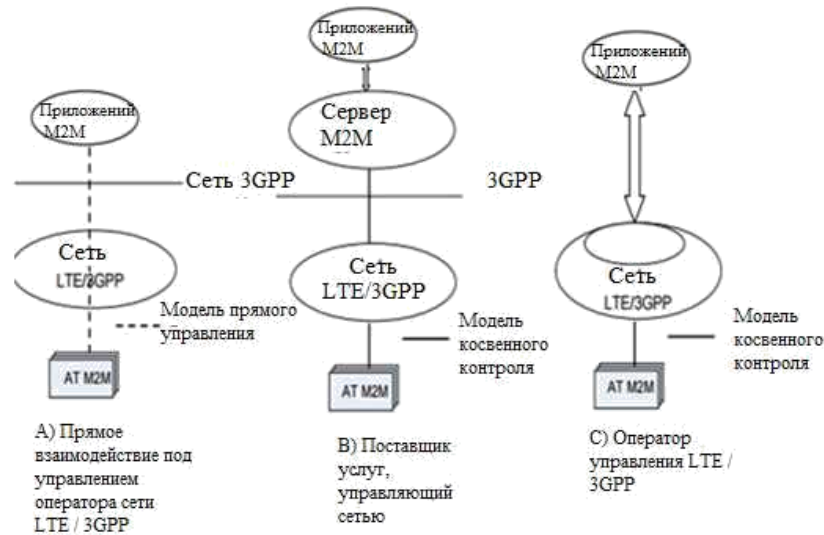 Приложений
M2M
Сеть 3GPP
Сеть
LTE/3GPP
Модель прямого
управления
AT M2M
А) Прямое
взаимодействие под
управлением
оператора сети
LTE / 3GPP
Приложений
M2M
Сервер
M2M
3GPP
Сеть
LTE/3GPP
Модель
косвенного
контроля
AT M2M
В) Поставщик
услуг,
управляющий
сетью
Приложений
M2M
Сеть
LTE/3GPP
Модель
косвенного
контроля
AT M2M
С) Оператор
управления LTE /
3GPP